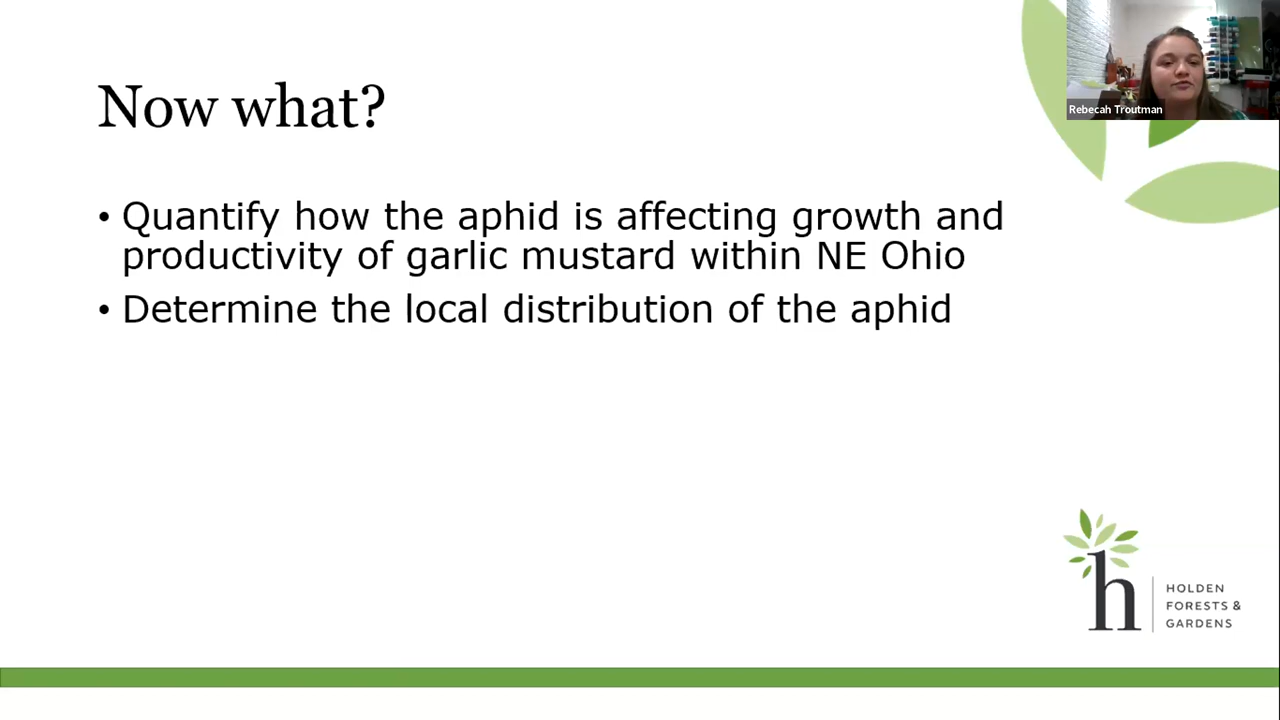 Now what?
Rebecah Troutman
• Quantify how the aphid is affecting growth and
productivity of garlic mustard within NE Ohio
• Determine the local distribution of the aphid
h
HOLDEN
FORESTS &
GARDENS